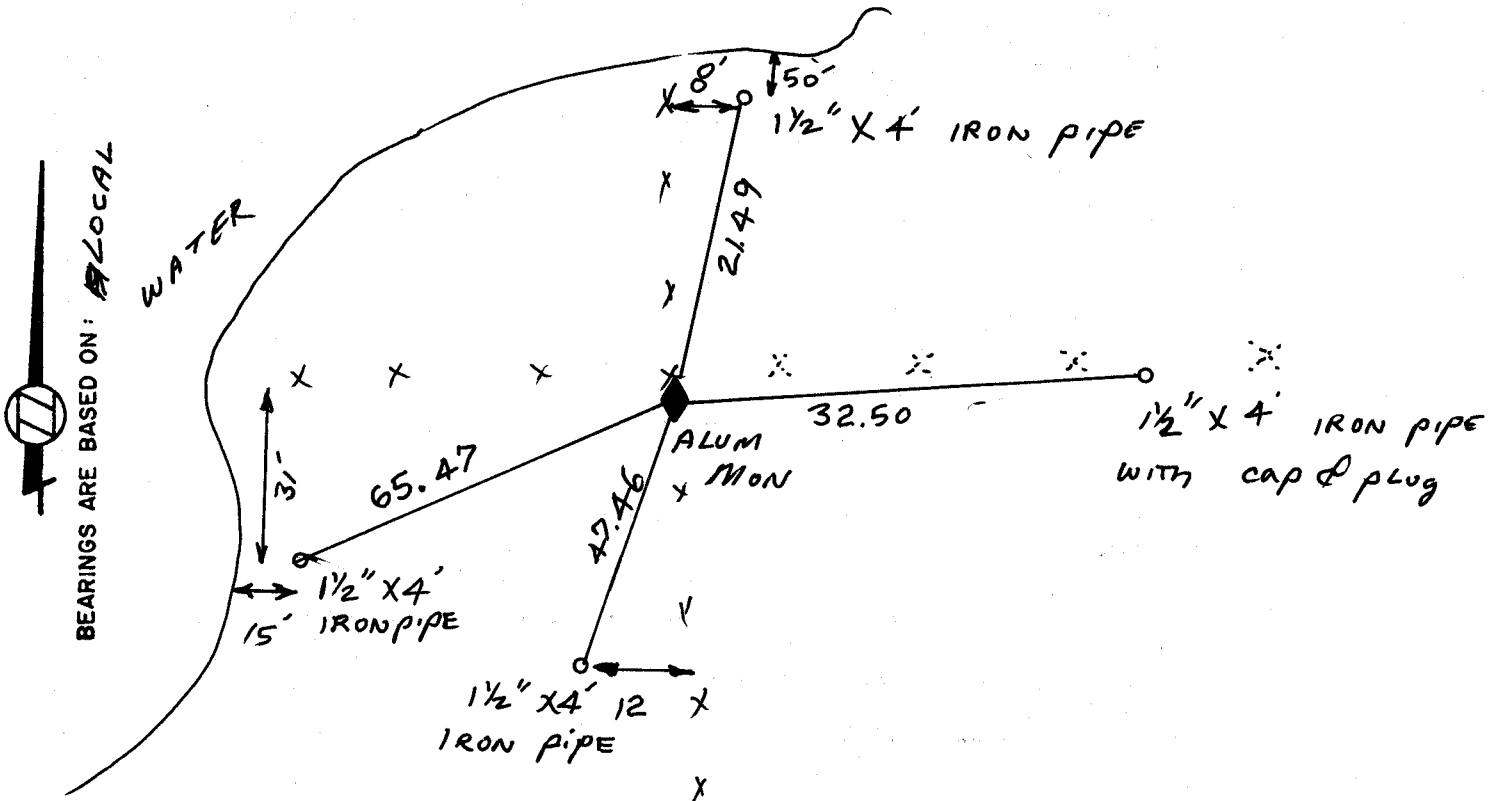 8'
50'
1½" X 4' IRON PIPE
BEARINGS ARE BASED ON: LOCAL
WATER
21.49
32.50
1½" X 4' IRON PIPE
with cap & plug
ALUM
MON
31'
65.47
47.46
1½" X4'
IRON PIPE
15'
1½" X4'
IRON PIPE
12